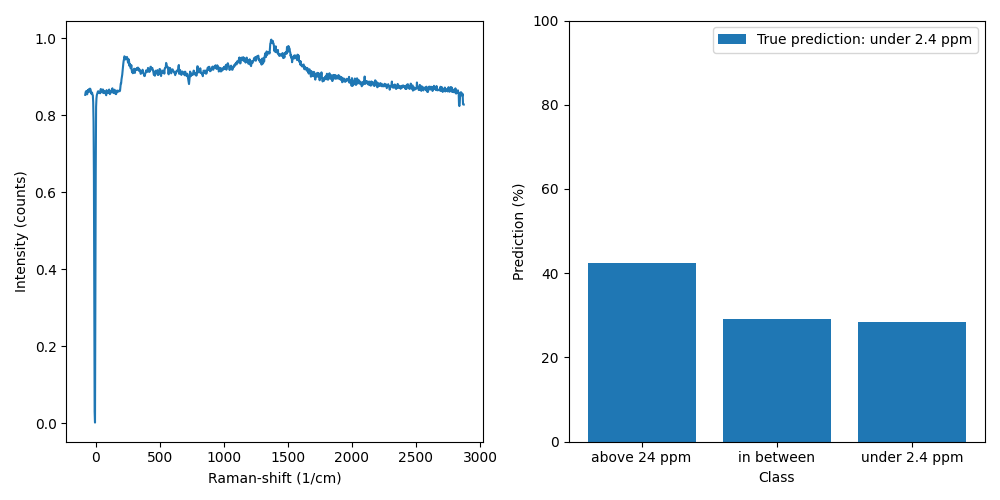 1.0
0.8
0.6
0.4
0.2
0.0
Intensity (counts)
0 500 1000 1500 2000 2500 3000
Raman-shift (1/cm)
100
80
60
40
20
0
Prediction (%)
True prediction: under 2.4 ppm
above 24 ppm in between under 2.4 ppm
Class